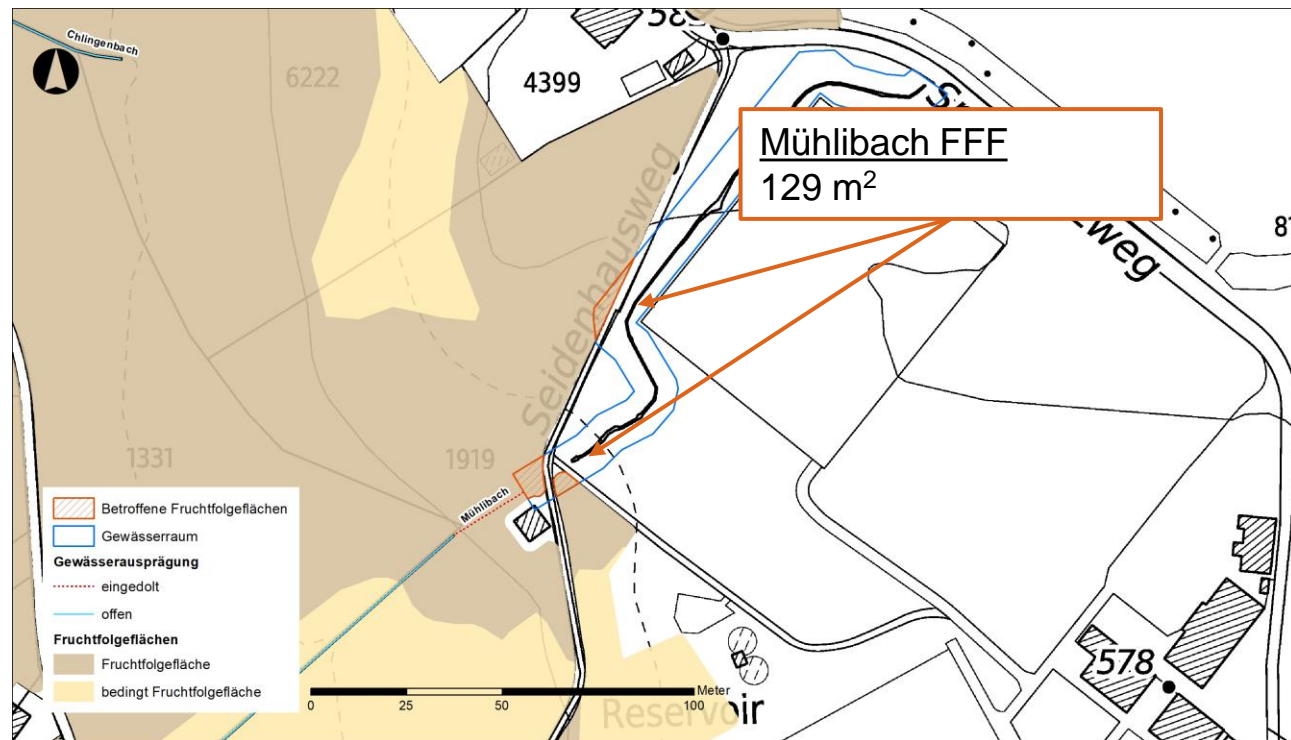 Chlingenbach
6222
4399
Mühlibach FFF
129 m²
Seidenhausweg
1331
1919
Mühlibach
Betroffene Fruchtfolgeflächen
Gewässerraum
Gewässerausprägung
eingedolt
offen
Fruchtfolgeflächen
Fruchtfolgefläche
bedingt Fruchtfolgefläche
0 25 50 100 Meter
Reservoir
578